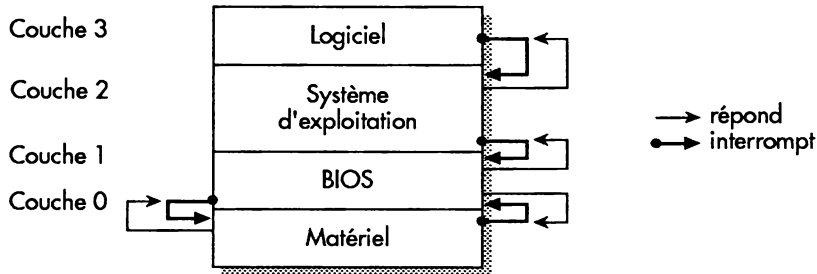 Couche 3
Logiciel
Couche 2
Système
d'exploitation
répond
interrompt
Couche 1
BIOS
Couche 0
Matériel